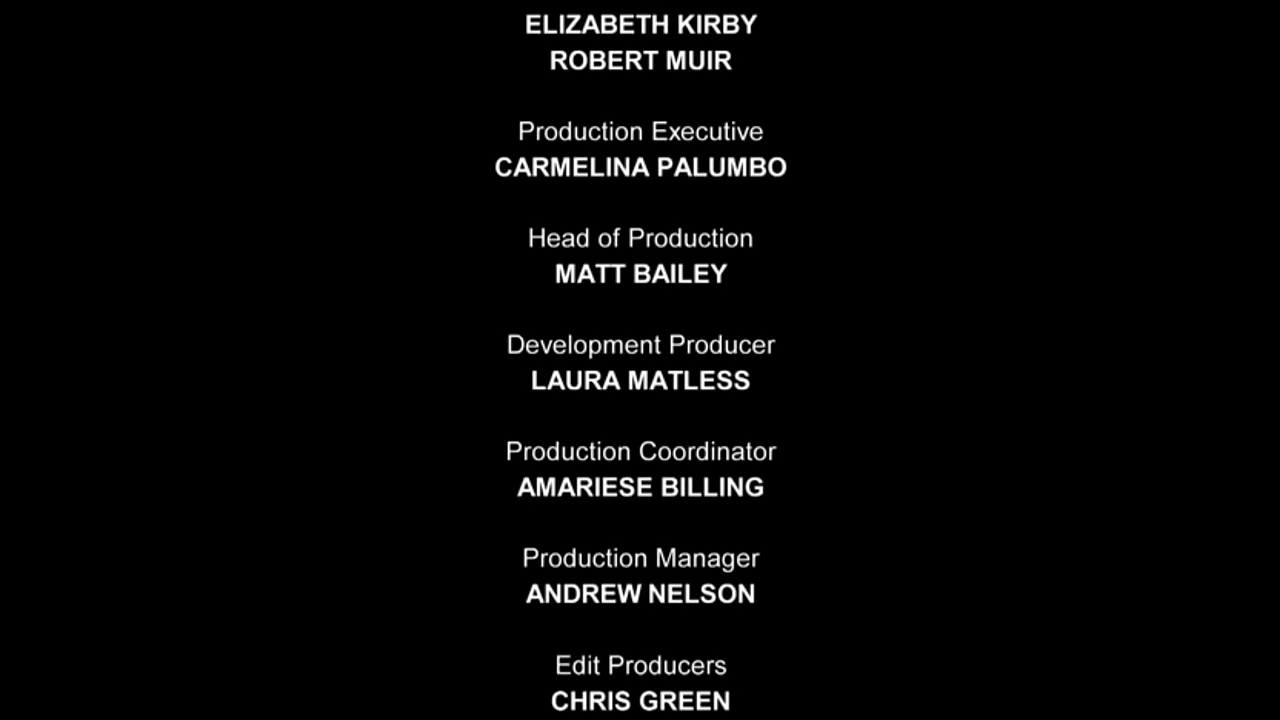 ELIZABETH KIRBY
ROBERT MUIR
Production Executive
CARMELINA PALUMBO
Head of Production
MATT BAILEY
Development Producer
LAURA MATLESS
Production Coordinator
AMARIESE BILLING
Production Manager
ANDREW NELSON
Edit Producers
CHRIS GREEN